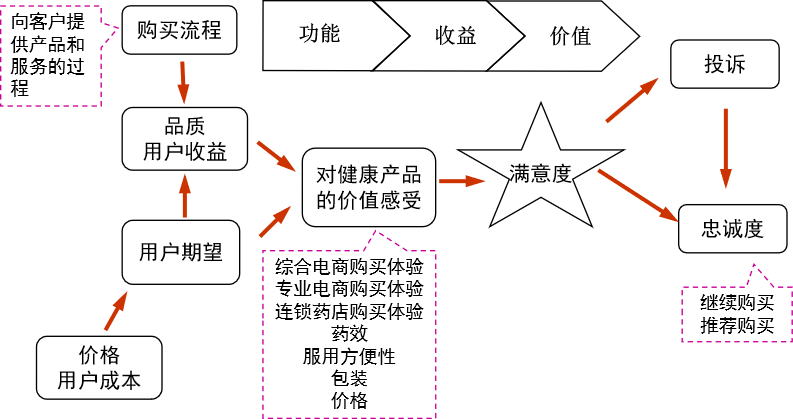 向客户提
供产品和
服务的过
程
购买流程
功能
收益
价值
投诉
品质
用户收益
对健康产品
的价值感受
满意度
用户期望
忠诚度
综合电商购买体验
专业电商购买体验
连锁药店购买体验
药效
服用方便性
包装
价格
继续购买
推荐购买
价格
用户成本